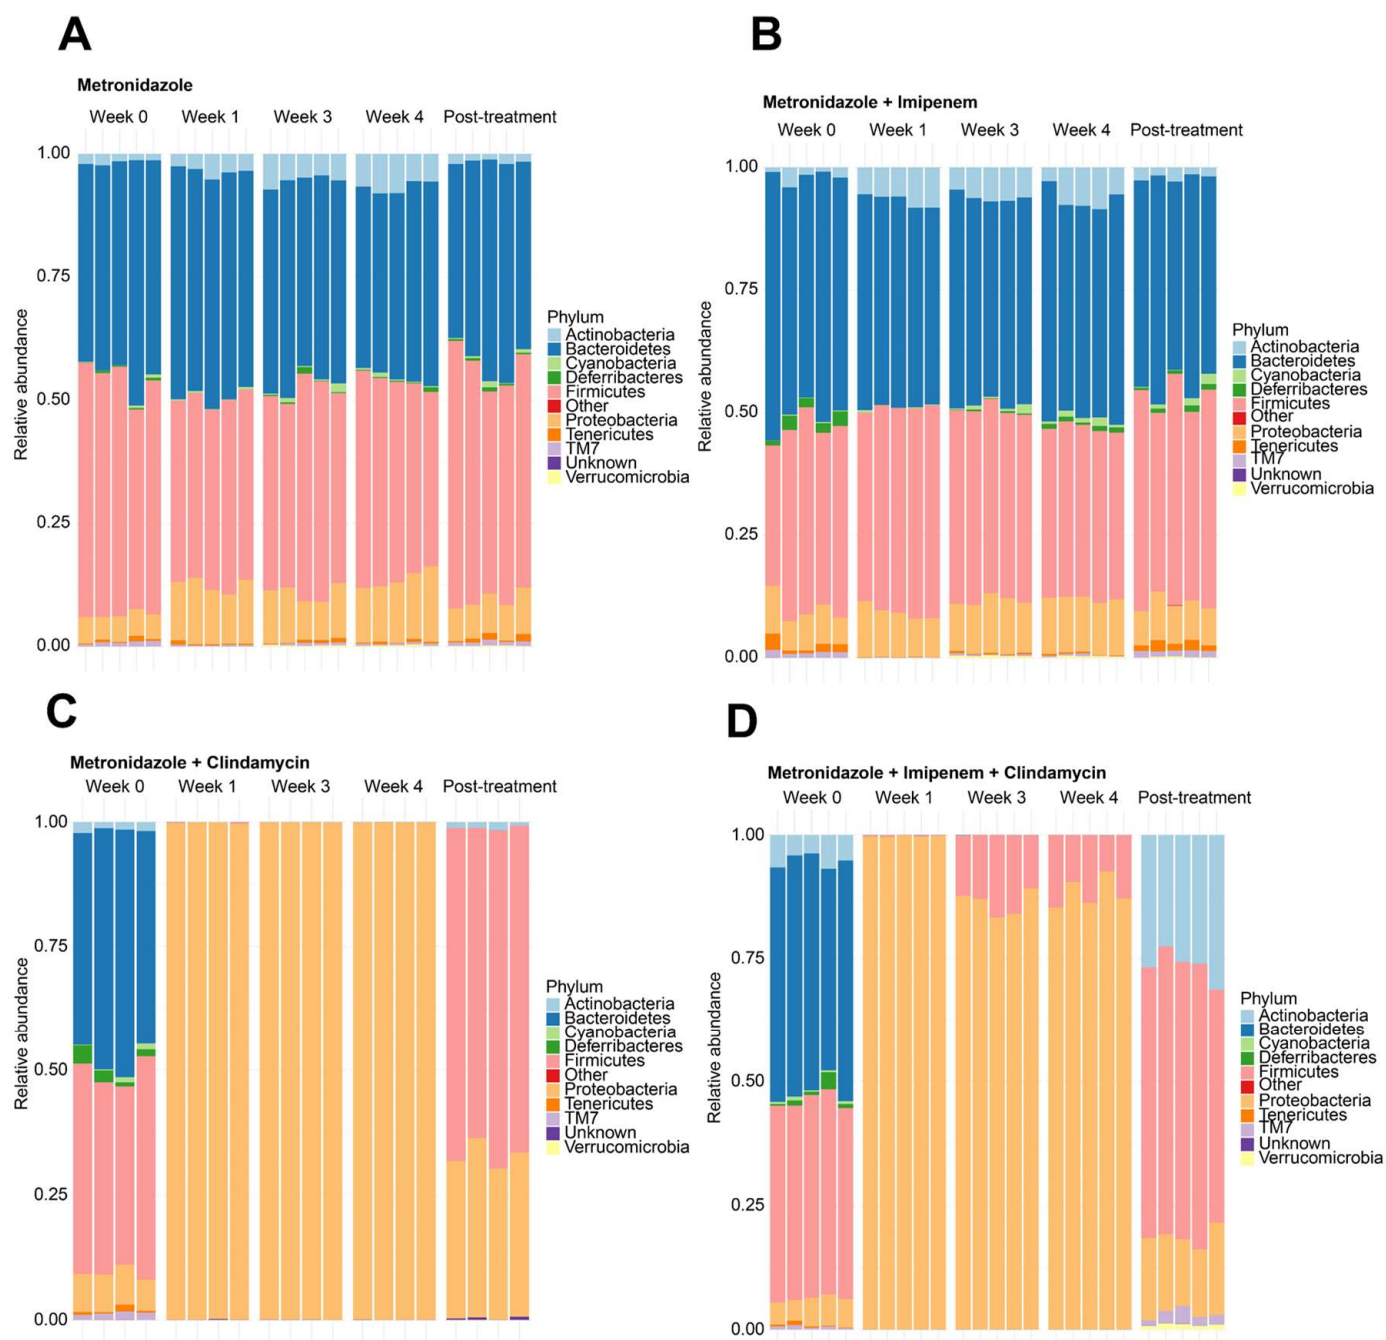 A
Metronidazole
Week 0 Week 1 Week 3 Week 4 Post-treatment
1.00
0.75
0.50
0.25
0.00
Relative abundance
Phylum
Actinobacteria
Bacteroidetes
Cyanobacteria
Deferribacteres
Firmicutes
Other
Proteobacteria
Tenericutes
TM7
Unknown
Verrucomicrobia
B
Metronidazole + Imipenem
Week 0 Week 1 Week 3 Week 4 Post-treatment
1.00
0.75
0.50
0.25
0.00
Relative abundance
Phylum
Actinobacteria
Bacteroidetes
Cyanobacteria
Deferribacteres
Firmicutes
Other
Proteobacteria
Tenericutes
TM7
Unknown
Verrucomicrobia
C
Metronidazole + Clindamycin
Week 0 Week 1 Week 3 Week 4 Post-treatment
1.00
0.75
0.50
0.25
0.00
Relative abundance
Phylum
Actinobacteria
Bacteroidetes
Cyanobacteria
Deferribacteres
Firmicutes
Other
Proteobacteria
Tenericutes
TM7
Unknown
Verrucomicrobia
D
Metronidazole + Imipenem + Clindamycin
Week 0 Week 1 Week 3 Week 4 Post-treatment
1.00
0.75
0.50
0.25
0.00
Relative abundance
Phylum
Actinobacteria
Bacteroidetes
Cyanobacteria
Deferribacteres
Firmicutes
Other
Proteobacteria
Tenericutes
TM7
Unknown
Verrucomicrobia